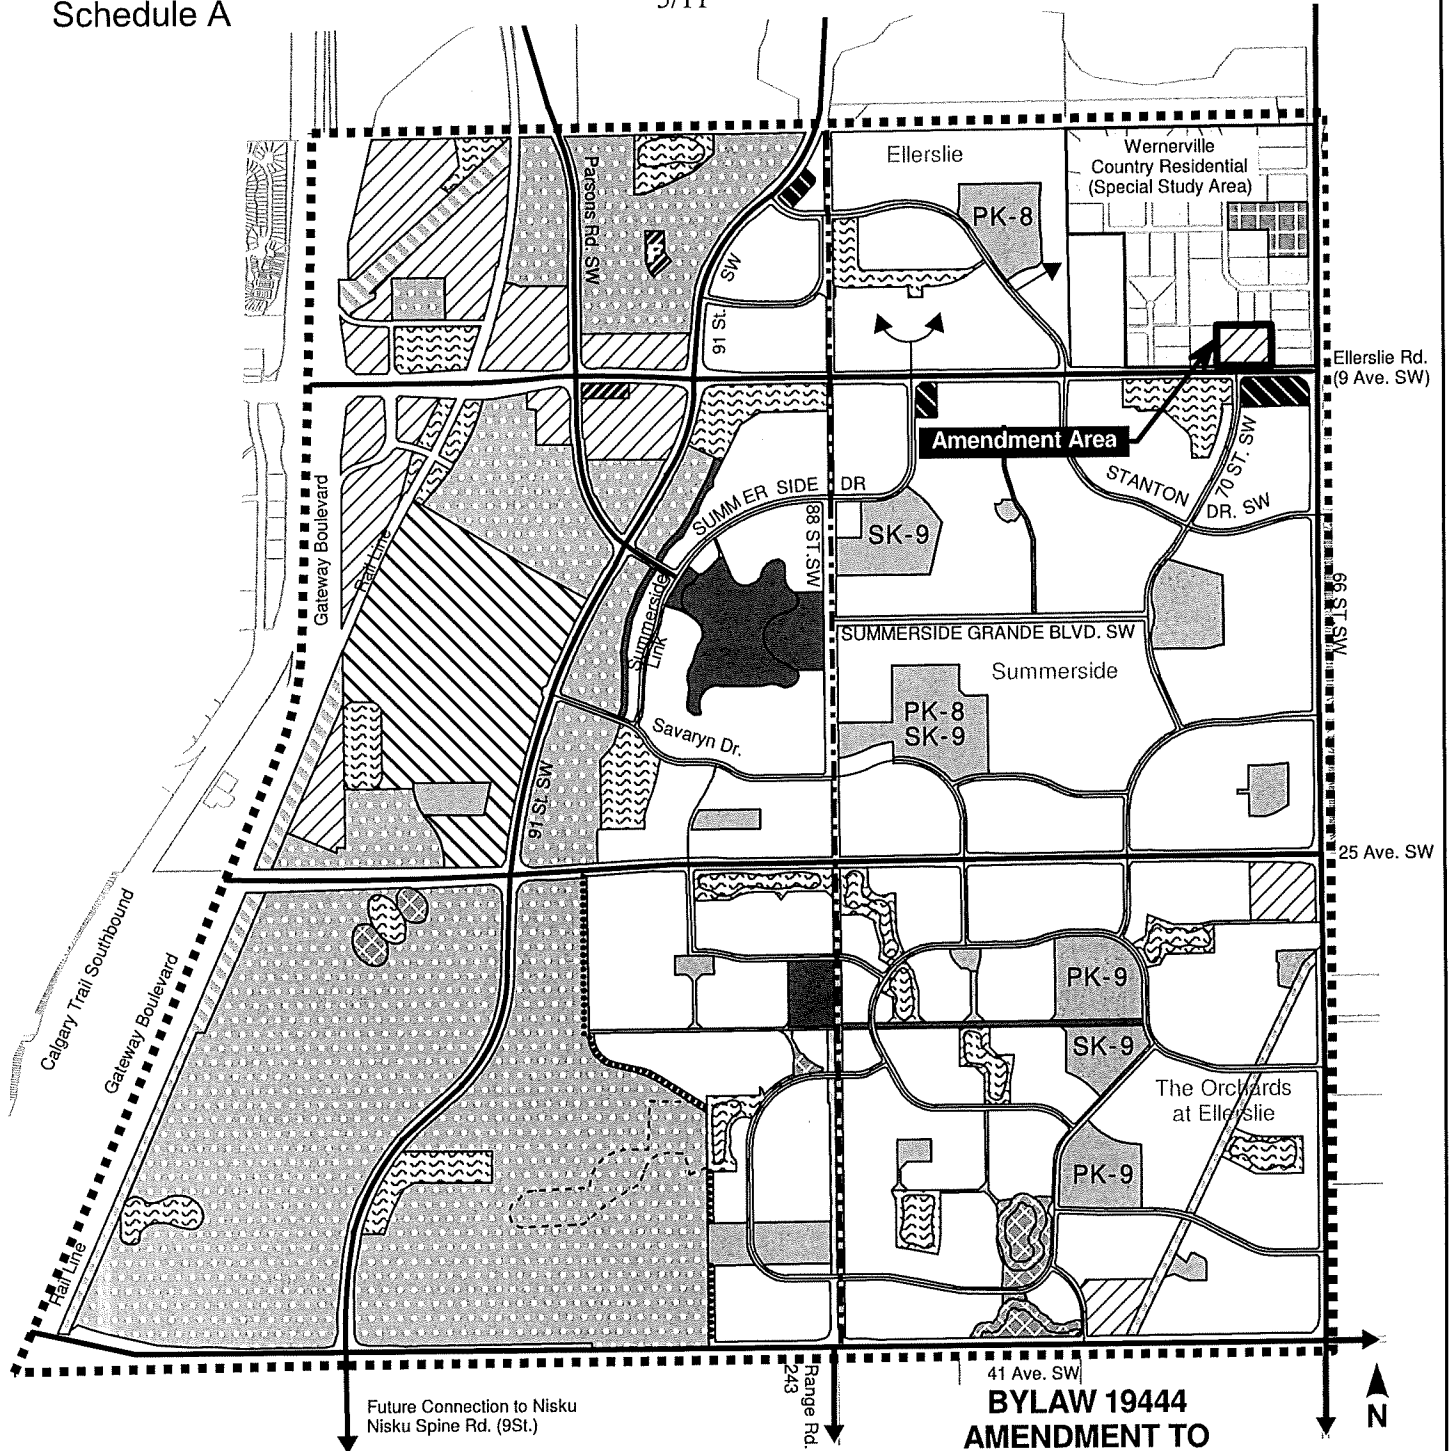 Schedule A
Ellerslie
Wernerville
Country Residential
(Special Study Area)
Parsons Rd. SW
PK-8
SW
91 St.
Ellerslie Rd.
(9 Ave. SW)
Amendment Area
Gateway Boulevard
Rail Line
SUMMER SIDE DR
STANTON
DR. SW
70 ST. SW
88 ST. SW
SK-9
66 ST SW
Summerside
Link
SUMMERSIDE GRANDE BLVD. SW
Summerside
PK-8
SK-9
Savaryn Dr.
91 St. SW
25 Ave. SW
Calgary Trail Southbound
Gateway Boulevard
PK-9
SK-9
The Orchards
at Ellerslie
PK-9
Rail Line
Future Connection to Nisku
Nisku Spine Rd. (9St.)
Range Rd.
243
41 Ave. SW
BYLAW 19444
AMENDMENT TO
N